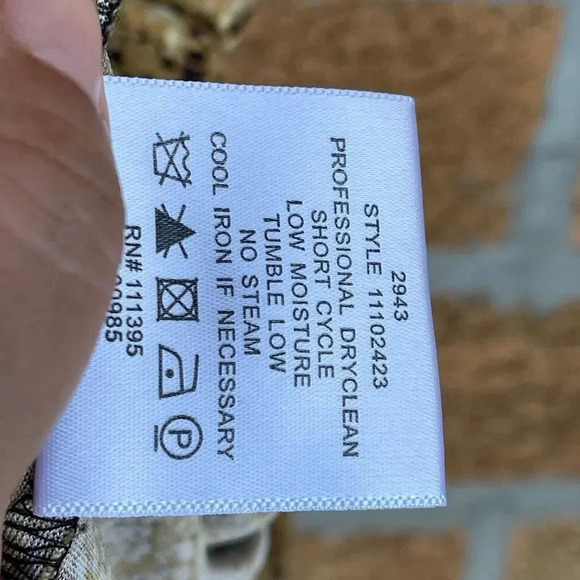 2943
STYLE 11102423
PROFESSIONAL DRYCLEAN
SHORT CYCLE
LOW MOISTURE
TUMBLE LOW
NO STEAM
COOL IRON IF NECESSARY
P
RN# 111395